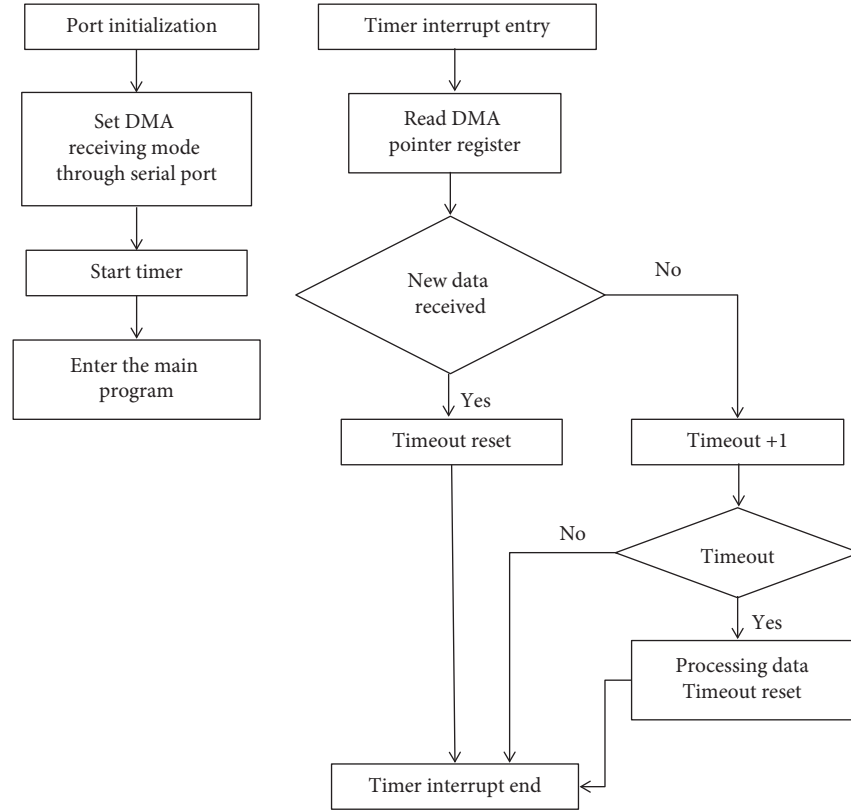 Port initialization
Set DMA
receiving mode
through serial port
Start timer
Enter the main
program
Timer interrupt entry
Read DMA
pointer register
New data
received
No
Yes
Timeout reset
Timeout +1
No
Timeout
Yes
Processing data
Timeout reset
Timer interrupt end